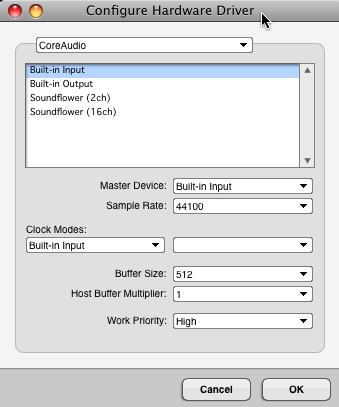 Configure Hardware Driver
CoreAudio
Built-in Input
Built-in Output
Soundflower (2ch)
Soundflower (16ch)
Master Device: Built-in Input
Sample Rate: 44100
Clock Modes:
Built-in Input
Buffer Size: 512
Host Buffer Multiplier: 1
Work Priority: High
Cancel OK